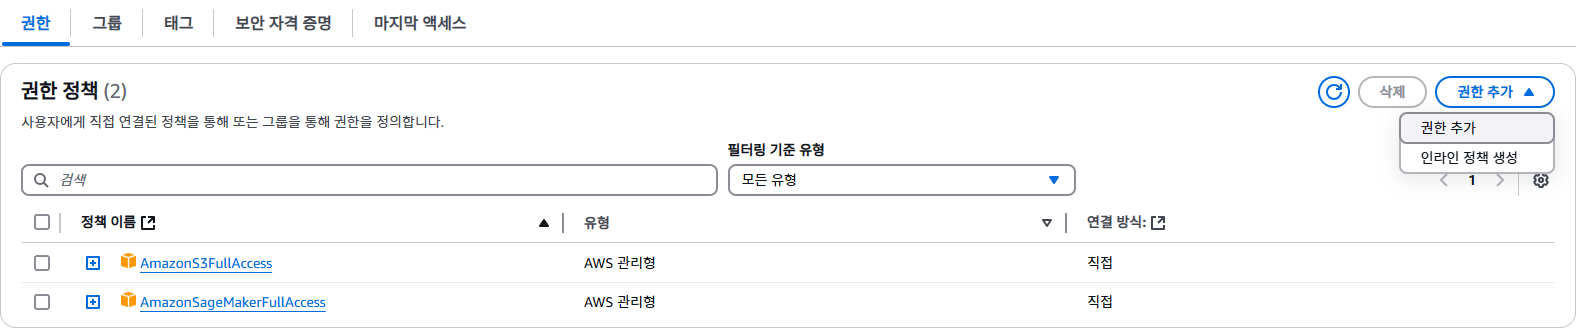 권한 그룹 태그 보안 자격 증명 마지막 액세스
권한 정책 (2)
삭제 권한 추가
사용자에게 직접 연결된 정책을 통해 또는 그룹을 통해 권한을 정의합니다.
권한 추가
인라인 정책 생성
필터링 기준 유형
검색 모든 유형
1
정책 이름 유형 연결 방식:
AmazonS3FullAccess AWS 관리형 직접
AmazonSageMakerFullAccess AWS 관리형 직접